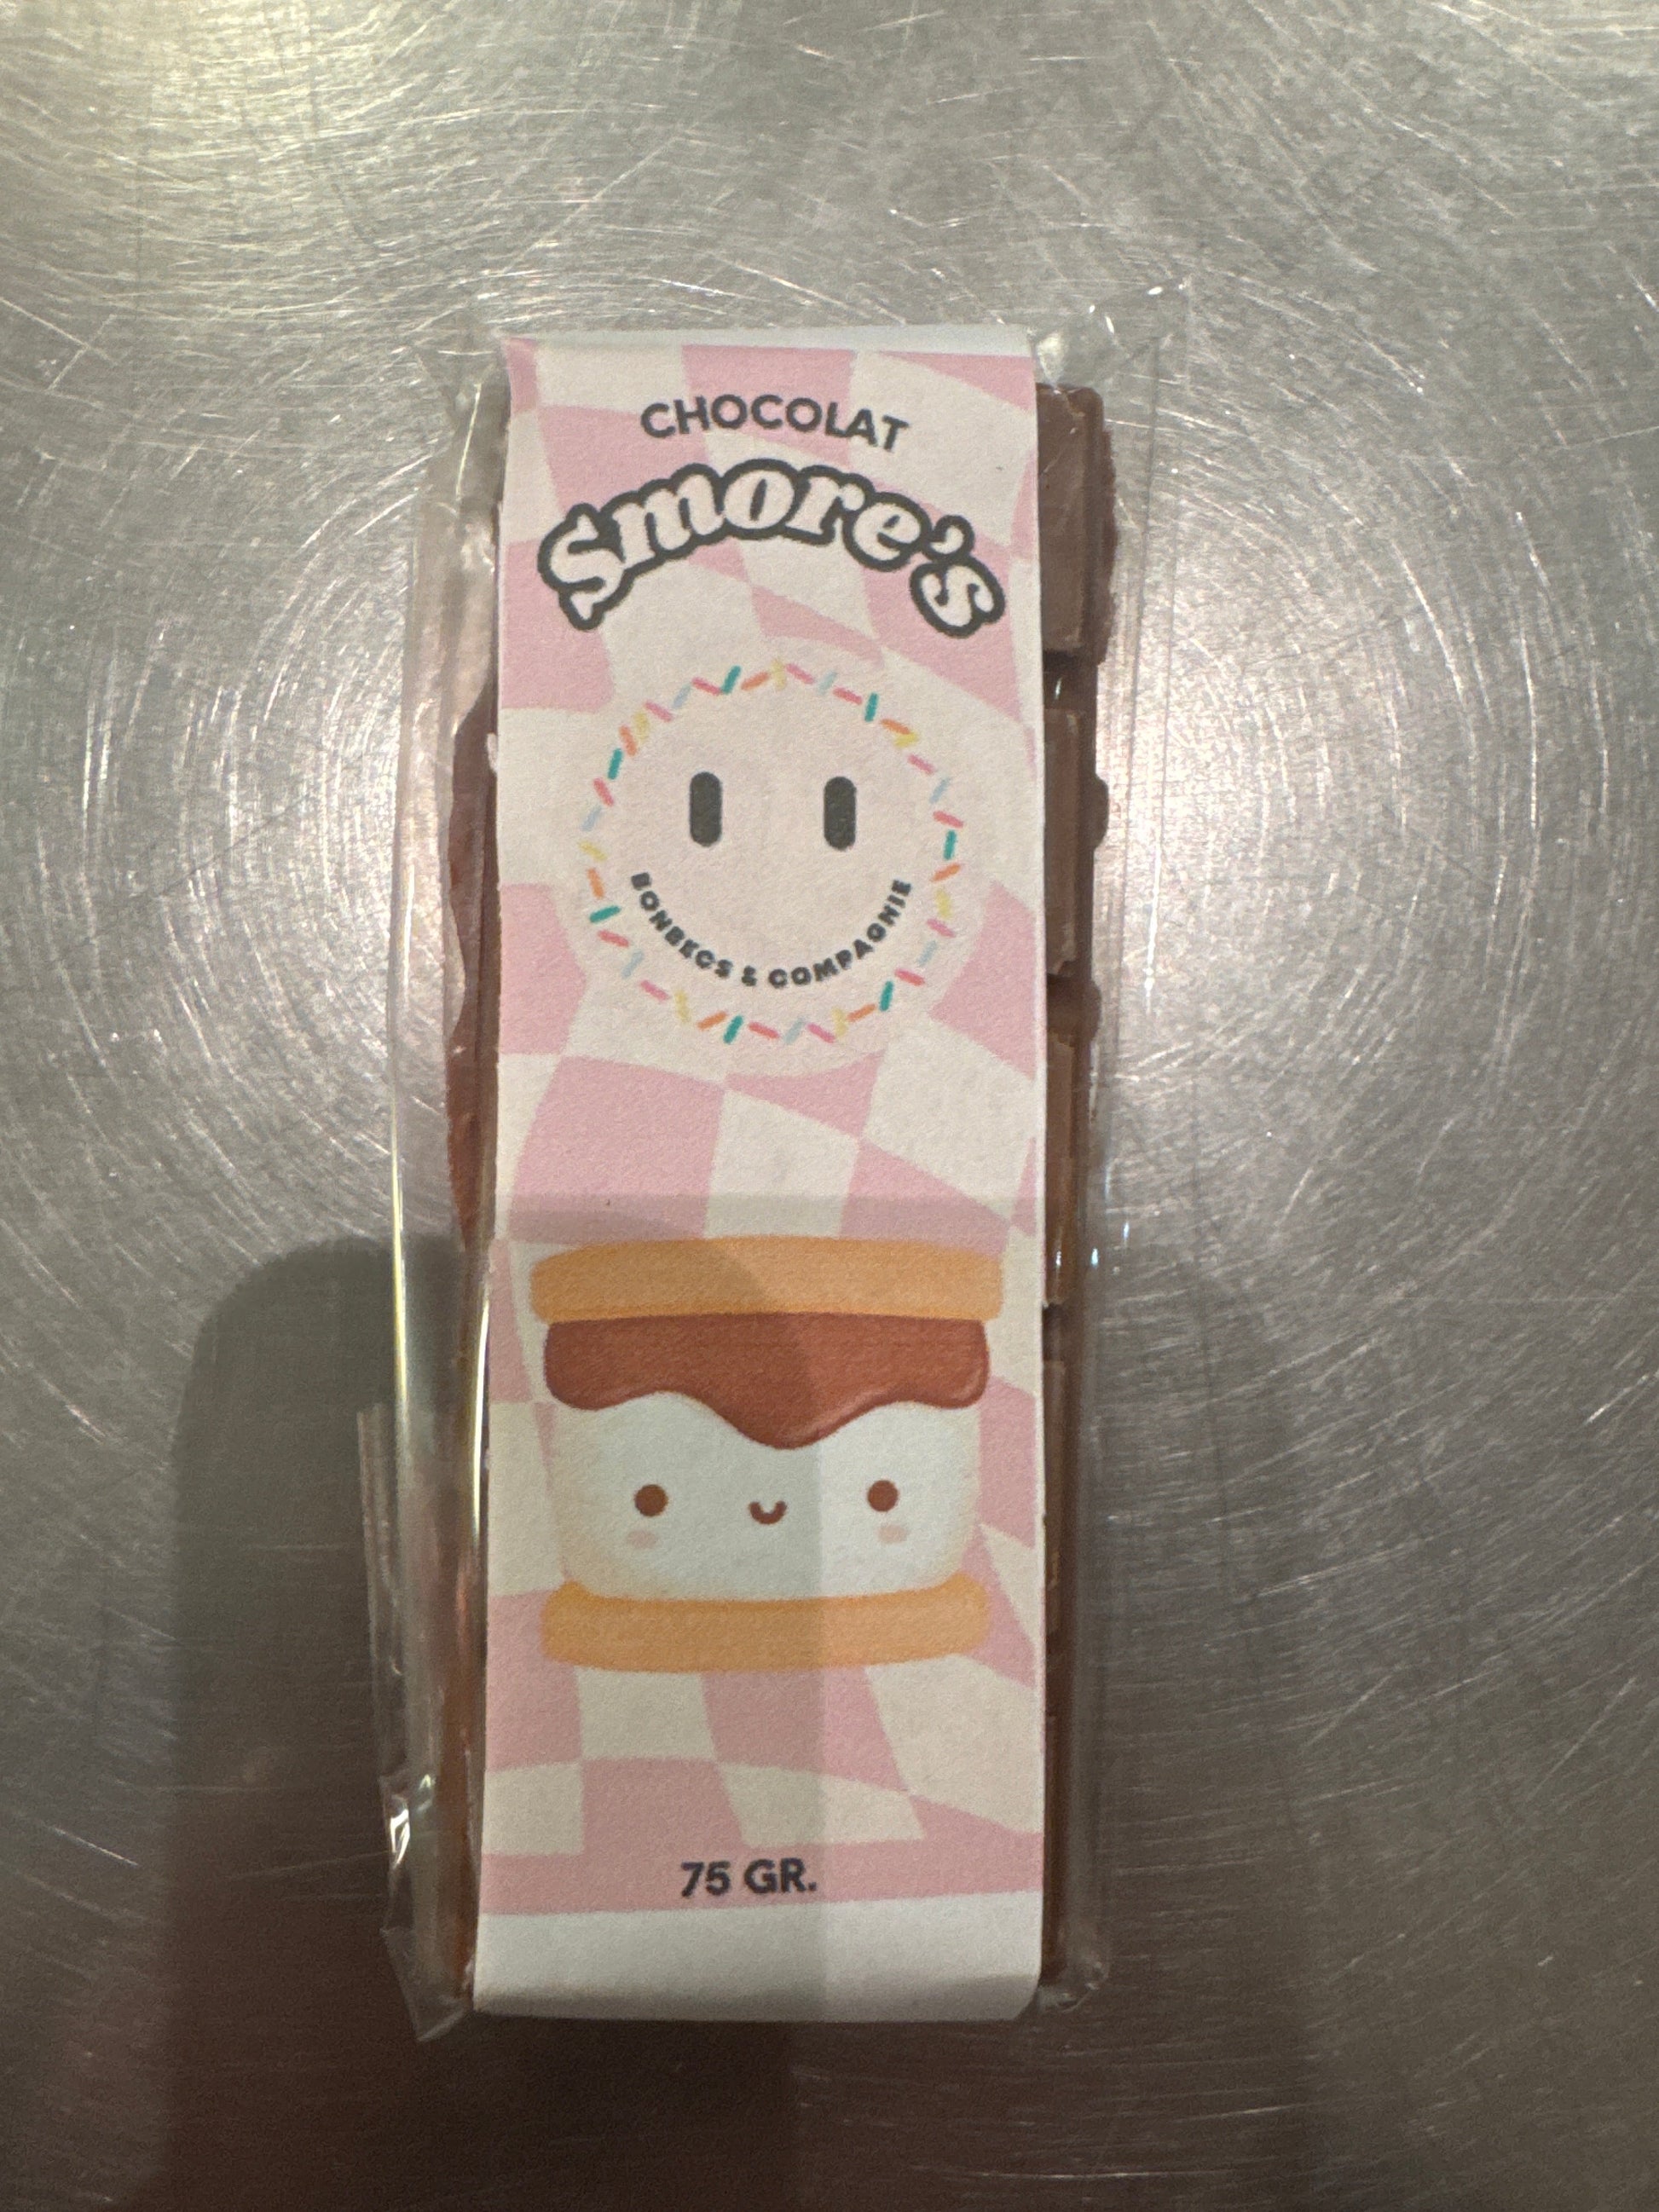 CHOCOLAT
Smore's
BONBECS & COMPAGNIE
75 GR.